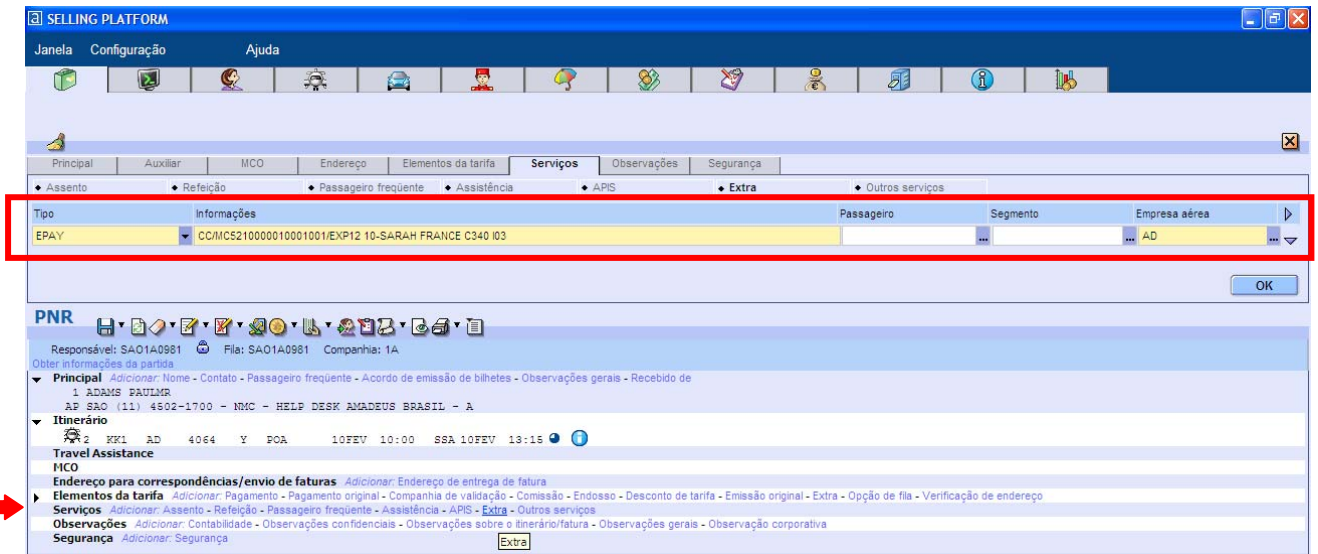 a SELLING PLATFORM
Janela Configuração Ajuda
Principal Auxiliar MCO Endereço Elementos da tarifa Serviços Observações Segurança
Assento Refeição Passageiro freqüente Assistência APIS Extra Outros serviços
Tipo Informações Passageiro Segmento Empresa aérea
EPAY CC/MC5210000010001001/EXP12 10-SARAH FRANCE C340 I03 ... ... AD ...
OK
PNR
Responsável: SAO1A0981 Fila: SAO1A0981 Companhia: 1A
Obter informações da partida
Principal Adicionar: Nome - Contato - Passageiro freqüente - Acordo de emissão de bilhetes - Observações gerais - Recebido de
1 ADAMS PAULMR
AP SAO (11) 4502-1700 - NMC - HELP DESK AMADEUS BRASIL - A
Itinerário
2 KK1 AD 4064 Y POA 10FEV 10:00 SSA 10FEV 13:15
Travel Assistance
MCO
Endereço para correspondências/envio de faturas Adicionar: Endereço de entrega de fatura
Elementos da tarifa Adicionar: Pagamento - Pagamento original - Companhia de validação - Comissão - Endosso - Desconto de tarifa - Emissão original - Extra - Opção de fila - Verificação de endereço
Serviços Adicionar: Assento - Refeição - Passageiro freqüente - Assistência - APIS - Extra - Outros serviços
Observações Adicionar: Contabilidade - Observações confidenciais - Observações sobre o itinerário/fatura - Observações gerais - Observação corporativa
Segurança Adicionar: Segurança
Extra